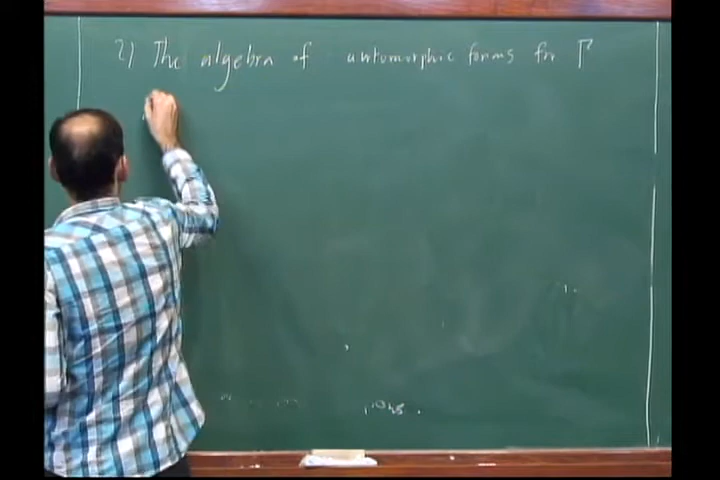 2) The algebra of automorphic forms for Γ